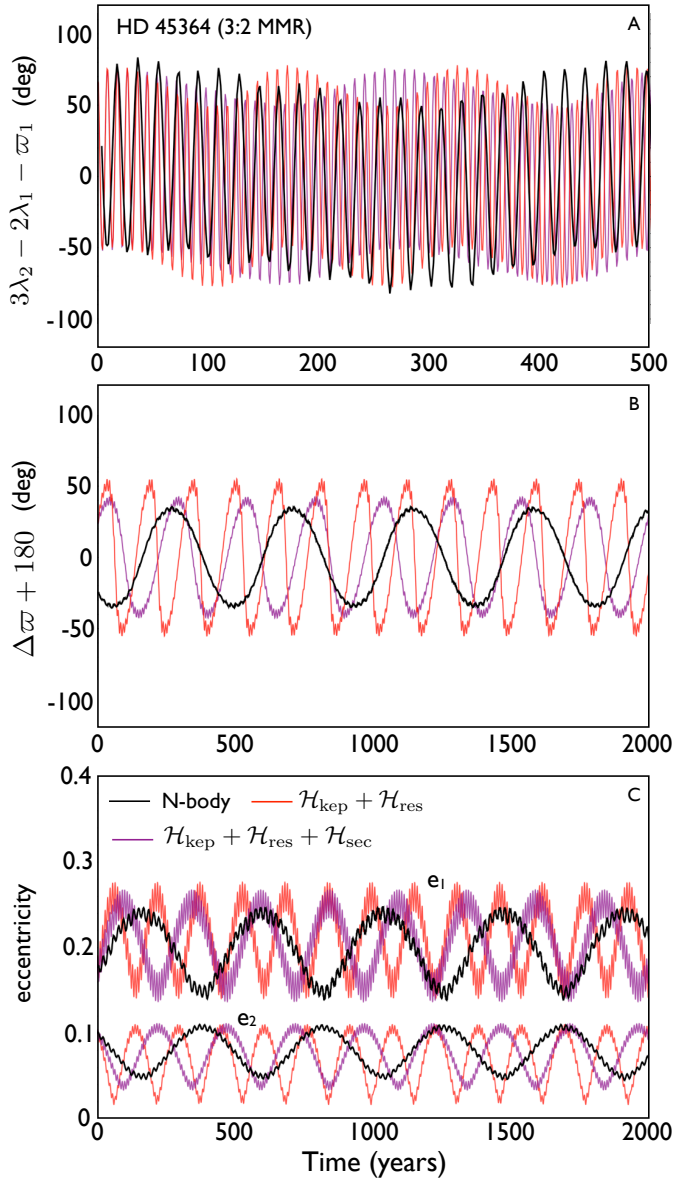 HD 45364 (3:2 MMR)
A
100
50
0
-50
-100
3λ₂ − 2λ₁ − ϖ₁ (deg)
0 100 200 300 400 500
B
100
50
0
-50
-100
Δϖ + 180 (deg)
0 500 1000 1500 2000
C
0.4
0.3
0.2
0.1
0
eccentricity
N-body
ℋkep + ℋres
ℋkep + ℋres + ℋsec
e₁
e₂
0 500 1000 1500 2000
Time (years)